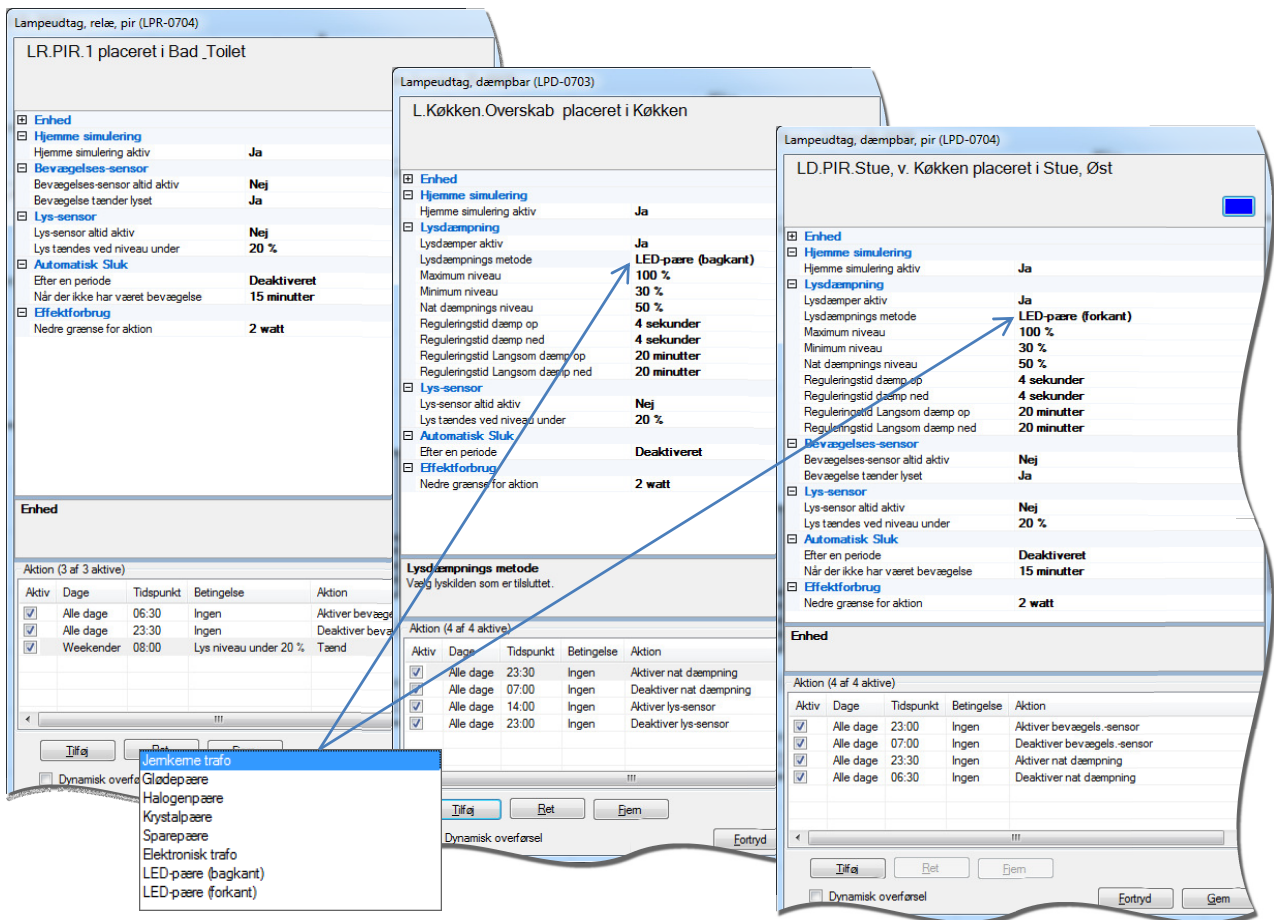 Lampeudtag, relæ, pir (LPR-0704)
LR.PIR.1 placeret i Bad _Toilet
Enhed
Hjemme simulering
Hjemme simulering aktiv Ja
Bevægelses-sensor
Bevægelses-sensor altid aktiv Nej
Bevægelse tænder lyset Ja
Lys-sensor
Lys-sensor altid aktiv Nej
Lys tændes ved niveau under 20 %
Automatisk Sluk
Efter en periode Deaktiveret
Når der ikke har været bevægelse 15 minutter
Effektforbrug
Nedre grænse for aktion 2 watt
Enhed
Aktion (3 af 3 aktive)
Aktiv Dage Tidspunkt Betingelse Aktion
Alle dage 06:30 Ingen Aktiver bevæge
Alle dage 23:30 Ingen Deaktiver beva
Weekender 08:00 Lys niveau under 20 % Tænd
Tilføj Ret
Dynamisk overfø
Jernkerne trafo
Glødepære
Halogenpære
Krystalpære
Sparepære
Elektronisk trafo
LED-pære (bagkant)
LED-pære (forkant)
Lampeudtag, dæmpbar (LPD-0703)
L.Køkken.Overskab placeret i Køkken
Enhed
Hjemme simulering
Hjemme simulering aktiv Ja
Lysdæmpning
Lysdæmper aktiv Ja
Lysdæmpnings metode LED-pære (bagkant)
Maximum niveau 100 %
Minimum niveau 30 %
Nat dæmpnings niveau 50 %
Reguleringstid dæmp op 4 sekunder
Reguleringstid dæmp ned 4 sekunder
Reguleringstid Langsom dæmp op 20 minutter
Reguleringstid Langsom dæmp ned 20 minutter
Lys-sensor
Lys-sensor altid aktiv Nej
Lys tændes ved niveau under 20 %
Automatisk Sluk
Efter en periode Deaktiveret
Effektforbrug
Nedre grænse for aktion 2 watt
Lysdæmpnings metode
Vælg lyskilden som er tilsluttet.
Aktion (4 af 4 aktive)
Aktiv Dage Tidspunkt Betingelse Aktion
Alle dage 23:30 Ingen Aktiver nat dæmpning
Alle dage 07:00 Ingen Deaktiver nat dæmpning
Alle dage 14:00 Ingen Aktiver lys-sensor
Alle dage 23:00 Ingen Deaktiver lys-sensor
Tilføj Ret Fjern
Dynamisk overførsel Fortryd
Lampeudtag, dæmpbar, pir (LPD-0704)
LD.PIR.Stue, v. Køkken placeret i Stue, Øst
Enhed
Hjemme simulering
Hjemme simulering aktiv Ja
Lysdæmpning
Lysdæmper aktiv Ja
Lysdæmpnings metode LED-pære (forkant)
Maximum niveau 100 %
Minimum niveau 30 %
Nat dæmpnings niveau 50 %
Reguleringstid dæmp op 4 sekunder
Reguleringstid dæmp ned 4 sekunder
Reguleringstid Langsom dæmp op 20 minutter
Reguleringstid Langsom dæmp ned 20 minutter
Bevægelses-sensor
Bevægelses-sensor altid aktiv Nej
Bevægelse tænder lyset Ja
Lys-sensor
Lys-sensor altid aktiv Nej
Lys tændes ved niveau under 20 %
Automatisk Sluk
Efter en periode Deaktiveret
Når der ikke har været bevægelse 15 minutter
Effektforbrug
Nedre grænse for aktion 2 watt
Enhed
Aktion (4 af 4 aktive)
Aktiv Dage Tidspunkt Betingelse Aktion
Alle dage 23:00 Ingen Aktiver bevægels.-sensor
Alle dage 07:00 Ingen Deaktiver bevægels.-sensor
Alle dage 23:30 Ingen Aktiver nat dæmpning
Alle dage 06:30 Ingen Deaktiver nat dæmpning
Tilføj Ret Fjern
Dynamisk overførsel Fortryd Gem